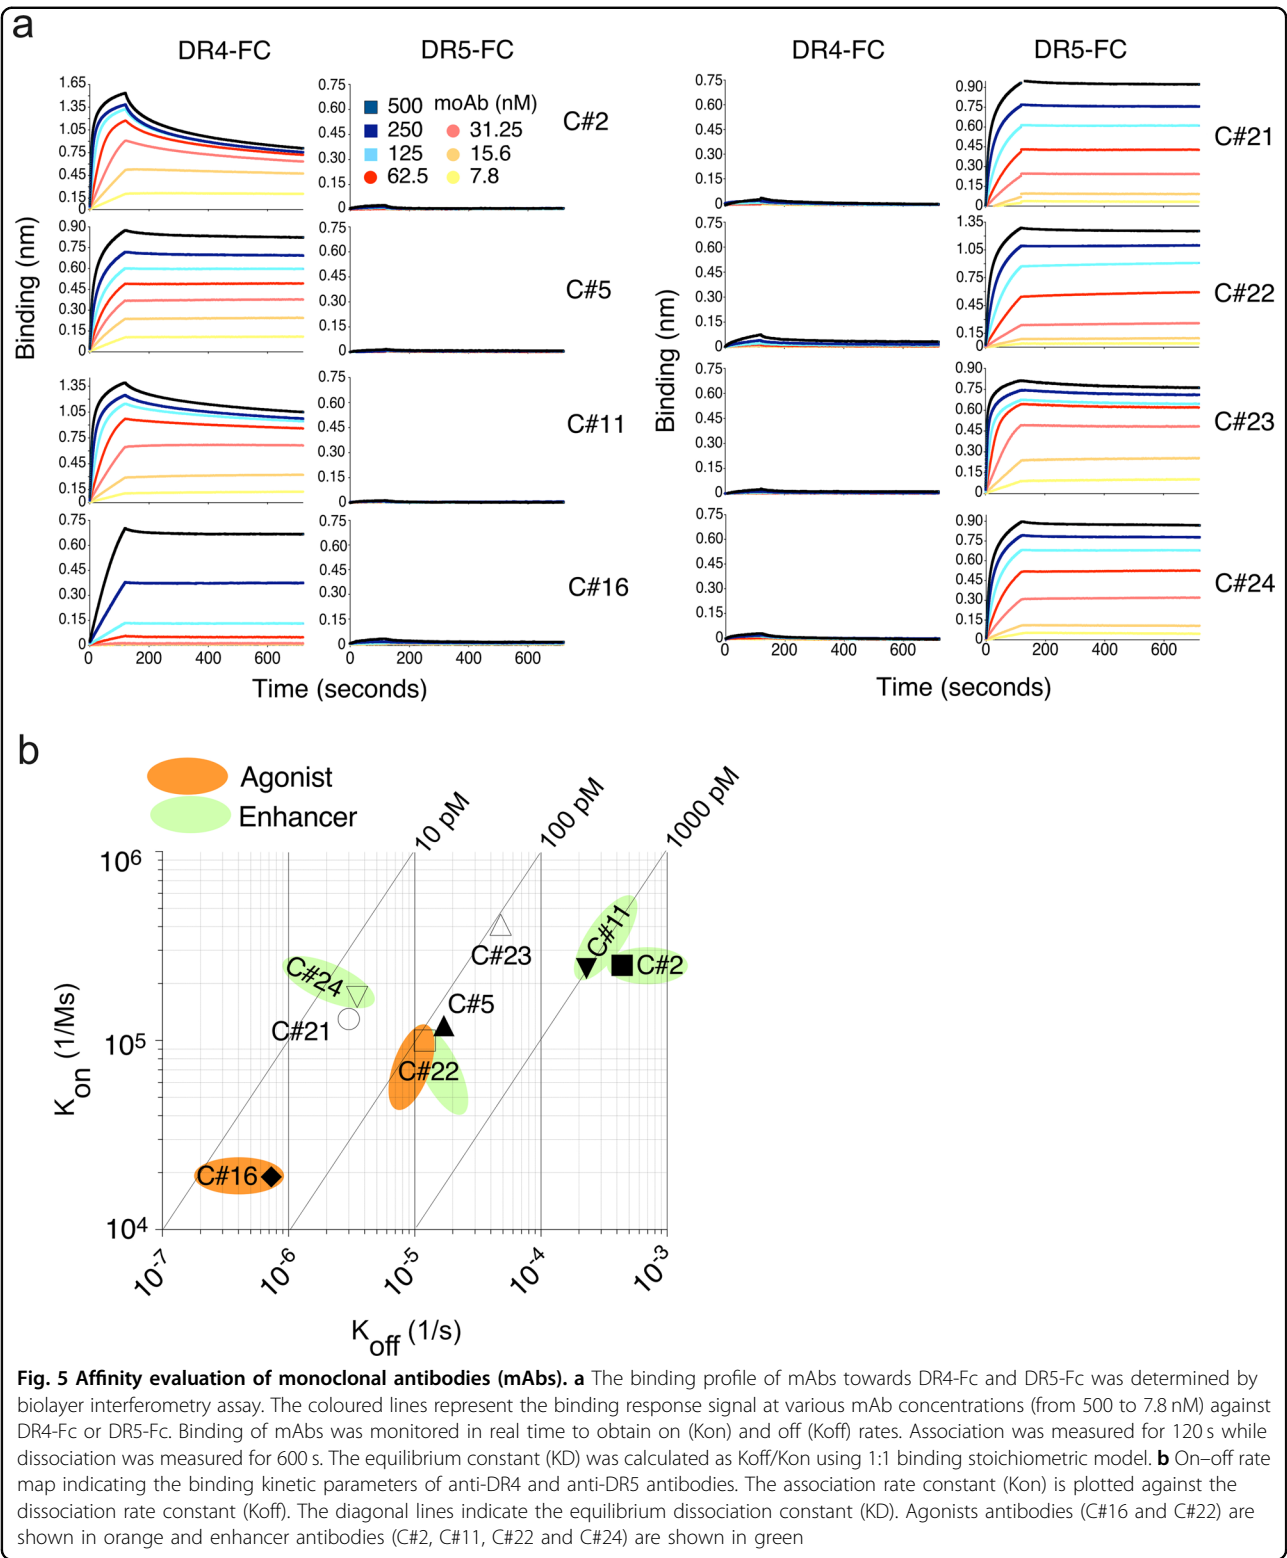 a
DR4-FC
DR5-FC
DR4-FC
DR5-FC
Binding (nm)
1.65
1.35
1.05
0.75
0.45
0.15
0
0.75
0.60
0.45
0.30
0.15
0
500 moAb (nM)
250 31.25
125 15.6
62.5 7.8
C#2
0.90
0.75
0.60
0.45
0.30
0.15
0
0.75
0.60
0.45
0.30
0.15
0
C#5
1.35
1.05
0.75
0.45
0.15
0
0.75
0.60
0.45
0.30
0.15
0
C#11
0.75
0.60
0.45
0.30
0.15
0
0 200 400 600
0.75
0.60
0.45
0.30
0.15
0
0 200 400 600
C#16
Time (seconds)
Binding (nm)
0.75
0.60
0.45
0.30
0.15
0
0.90
0.75
0.60
0.45
0.30
0.15
0
C#21
0.75
0.60
0.45
0.30
0.15
0
1.35
1.05
0.75
0.45
0.15
0
C#22
0.75
0.60
0.45
0.30
0.15
0
0.90
0.75
0.60
0.45
0.30
0.15
0
C#23
0.75
0.60
0.45
0.30
0.15
0
0 200 400 600
0.90
0.75
0.60
0.45
0.30
0.15
0
0 200 400 600
C#24
Time (seconds)
b
Agonist
Enhancer
10 pM
100 pM
1000 pM
10⁶
10⁵
10⁴
Kon (1/Ms)
C#11
C#2
C#23
C#24
C#5
C#21
C#22
C#16
10-7
10-6
10-5
10-4
10-3
Koff (1/s)
Fig. 5 Affinity evaluation of monoclonal antibodies (mAbs). a The binding profile of mAbs towards DR4-Fc and DR5-Fc was determined by
biolayer interferometry assay. The coloured lines represent the binding response signal at various mAb concentrations (from 500 to 7.8 nM) against
DR4-Fc or DR5-Fc. Binding of mAbs was monitored in real time to obtain on (Kon) and off (Koff) rates. Association was measured for 120 s while
dissociation was measured for 600 s. The equilibrium constant (KD) was calculated as Koff/Kon using 1:1 binding stoichiometric model. b On–off rate
map indicating the binding kinetic parameters of anti-DR4 and anti-DR5 antibodies. The association rate constant (Kon) is plotted against the
dissociation rate constant (Koff). The diagonal lines indicate the equilibrium dissociation constant (KD). Agonists antibodies (C#16 and C#22) are
shown in orange and enhancer antibodies (C#2, C#11, C#22 and C#24) are shown in green